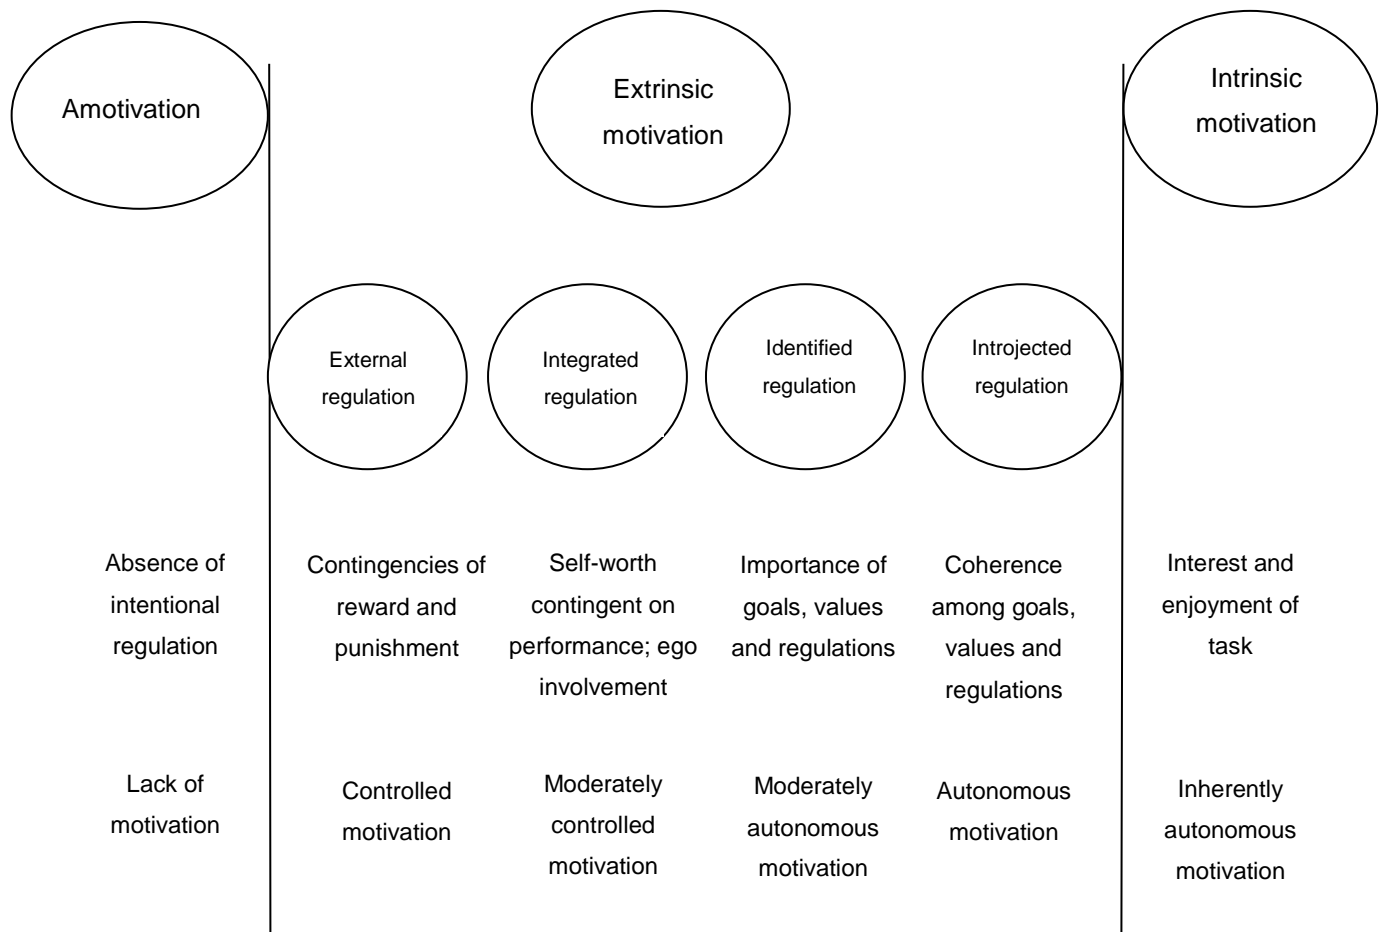 Amotivation
Extrinsic
motivation
Intrinsic
motivation
External
regulation
Integrated
regulation
Identified
regulation
Introjected
regulation
Absence of
intentional
regulation
Contingencies of
reward and
punishment
Self-worth
contingent on
performance; ego
involvement
Importance of
goals, values
and regulations
Coherence
among goals,
values and
regulations
Interest and
enjoyment of
task
Lack of
motivation
Controlled
motivation
Moderately
controlled
motivation
Moderately
autonomous
motivation
Autonomous
motivation
Inherently
autonomous
motivation